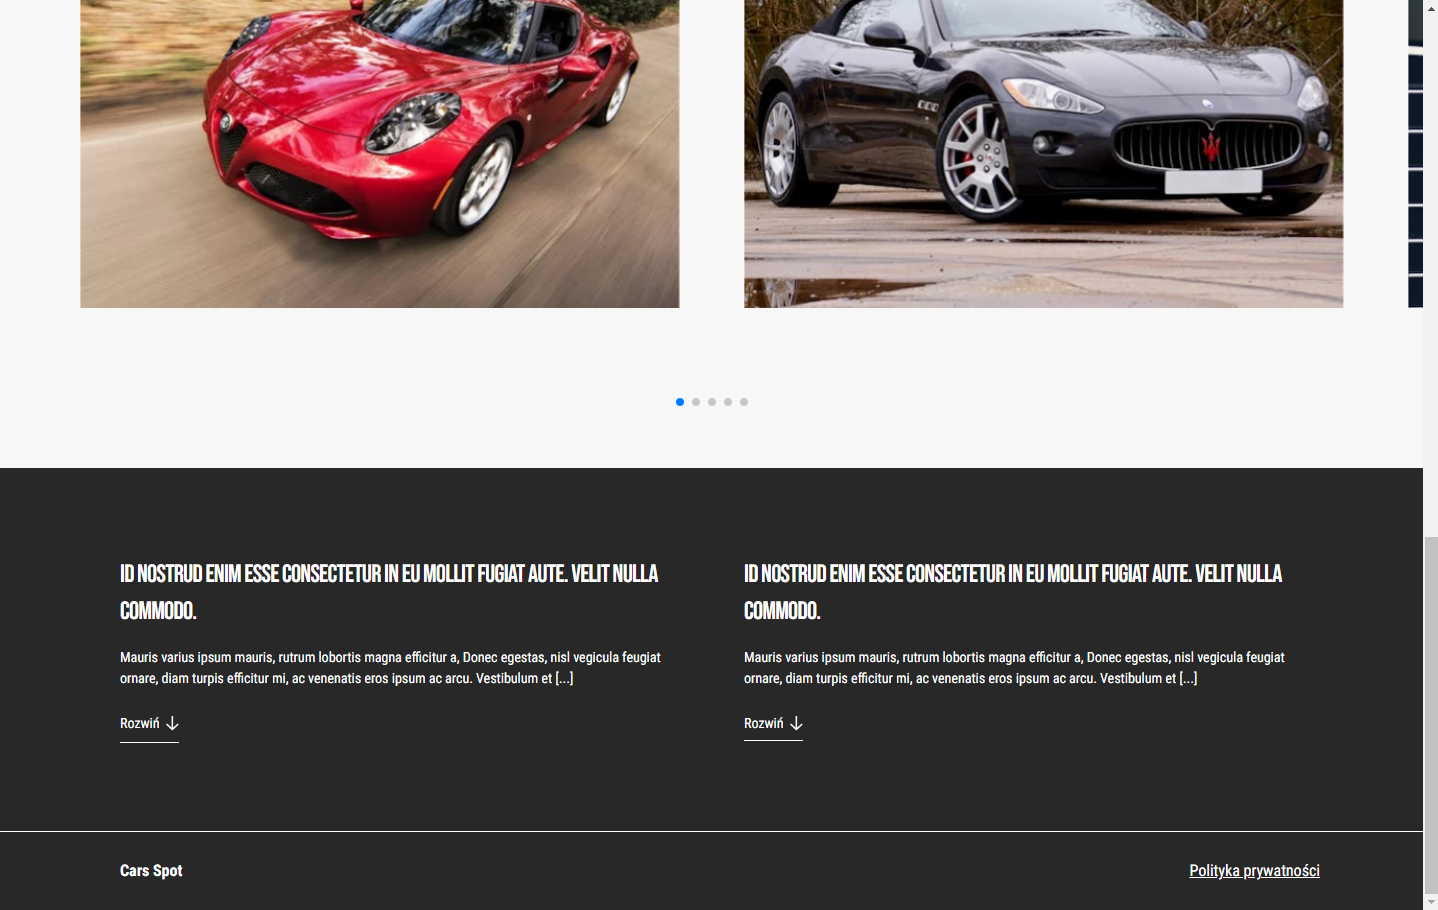 ID NOSTRUD ENIM ESSE CONSECTETUR IN EU MOLLIT FUGIAT AUTE. VELIT NULLA
COMMODO.
Mauris varius ipsum mauris, rutrum lobortis magna efficitur a, Donec egestas, nisl vegicula feugiat
ornare, diam turpis efficitur mi, ac venenatis eros ipsum ac arcu. Vestibulum et [...]
Rozwiń
ID NOSTRUD ENIM ESSE CONSECTETUR IN EU MOLLIT FUGIAT AUTE. VELIT NULLA
COMMODO.
Mauris varius ipsum mauris, rutrum lobortis magna efficitur a, Donec egestas, nisl vegicula feugiat
ornare, diam turpis efficitur mi, ac venenatis eros ipsum ac arcu. Vestibulum et [...]
Rozwiń
Cars Spot
Polityka prywatności